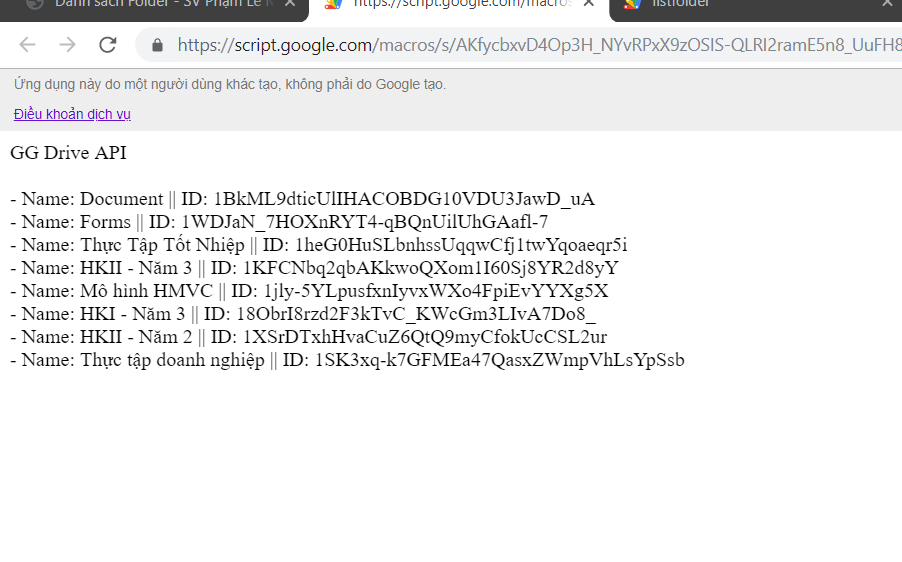 Danh sách Folder - SV Phạm Lê
https://script.google.com/macros
listfolder
https://script.google.com/macros/s/AKfycbxvD4Op3H_NYvRPxX9zOSIS-QLRI2ramE5n8_UuFH8
Ứng dụng này do một người dùng khác tạo, không phải do Google tạo.
Điều khoản dịch vụ
GG Drive API
- Name: Document || ID: 1BkML9dticUlIHACOBDG10VDU3JawD_uA
- Name: Forms || ID: 1WDJaN_7HOXnRYT4-qBQnUilUhGAafl-7
- Name: Thực Tập Tốt Nhiệp || ID: 1heG0HuSLbnhssUqqwCfj1twYqoaeqr5i
- Name: HKII - Năm 3 || ID: 1KFCNbq2qbAKkwoQXom1I60Sj8YR2d8yY
- Name: Mô hình HMVC || ID: 1jly-5YLpusfxnIyvxWXo4FpiEvYYXg5X
- Name: HKI - Năm 3 || ID: 18ObrI8rzd2F3kTvC_KWcGm3LIvA7Do8_
- Name: HKII - Năm 2 || ID: 1XSrDTxhHvaCuZ6QtQ9myCfokUcCSL2ur
- Name: Thực tập doanh nghiệp || ID: 1SK3xq-k7GFMEa47QasxZWmpVhLsYpSsb